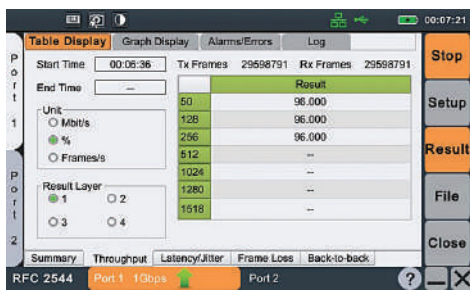 00:07:21
Table Display Graph Display Alarms/Errors Log
Start Time 00:06:36 Tx Frames 29598791 Rx Frames 29598791
End Time --
Unit
Mbit/s
%
Frames/s
Result Layer
1 2
3 4
Result
50 96.000
128 96.000
256 96.000
512 --
1024 --
1280 --
1518 --
Summary Throughput Latency/Jitter Frame Loss Back-to-back
Port 1
Port 2
Stop
Setup
Result
File
Close
RFC 2544 Port 1 1Gbps Port 2 ?